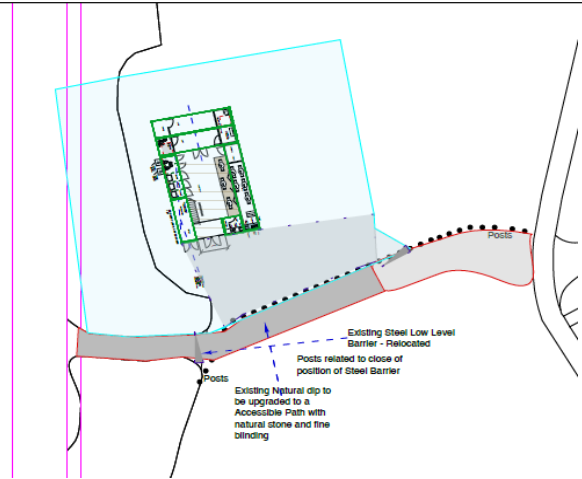 Posts
Existing Steel Low Level
Barrier - Relocated
Posts related to close of
position of Steel Barrier
Posts
Existing Natural dip to
be upgraded to a
Accessible Path with
natural stone and fine
blinding